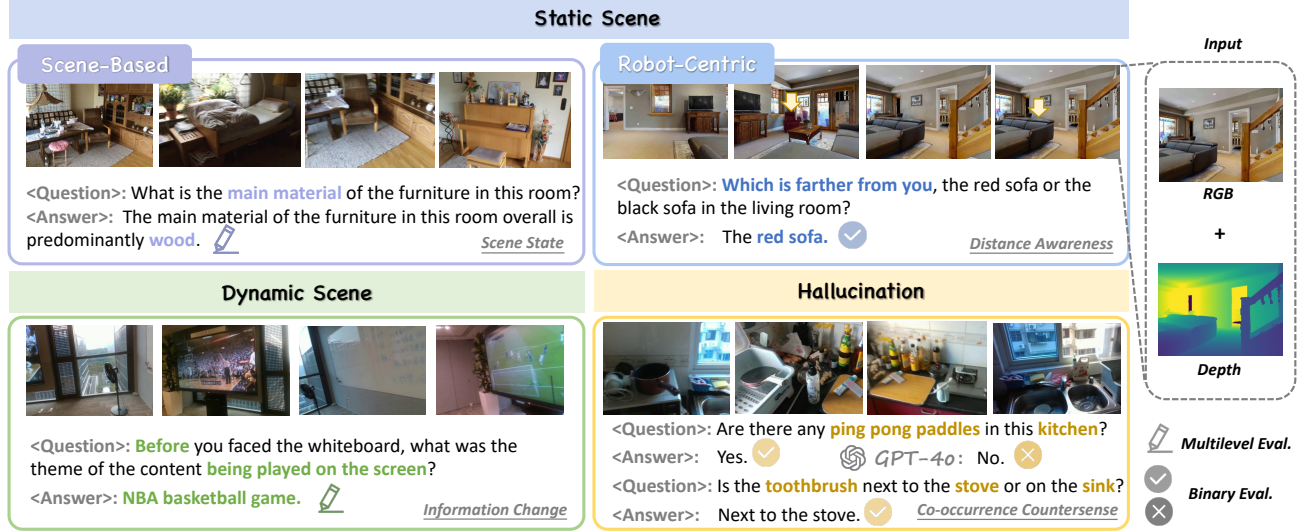 Static Scene
Scene-Based
<Question>: What is the main material of the furniture in this room?
<Answer>: The main material of the furniture in this room overall is
predominantly wood.
Scene State
Robot-Centric
<Question>: Which is farther from you, the red sofa or the
black sofa in the living room?
<Answer>: The red sofa.
Distance Awareness
Input
RGB
+
Depth
Dynamic Scene
<Question>: Before you faced the whiteboard, what was the
theme of the content being played on the screen?
<Answer>: NBA basketball game.
Information Change
Hallucination
<Question>: Are there any ping pong paddles in this kitchen?
<Answer>: Yes. GPT-4o: No.
<Question>: Is the toothbrush next to the stove or on the sink?
<Answer>: Next to the stove.
Co-occurrence Countersense
Multilevel Eval.
Binary Eval.